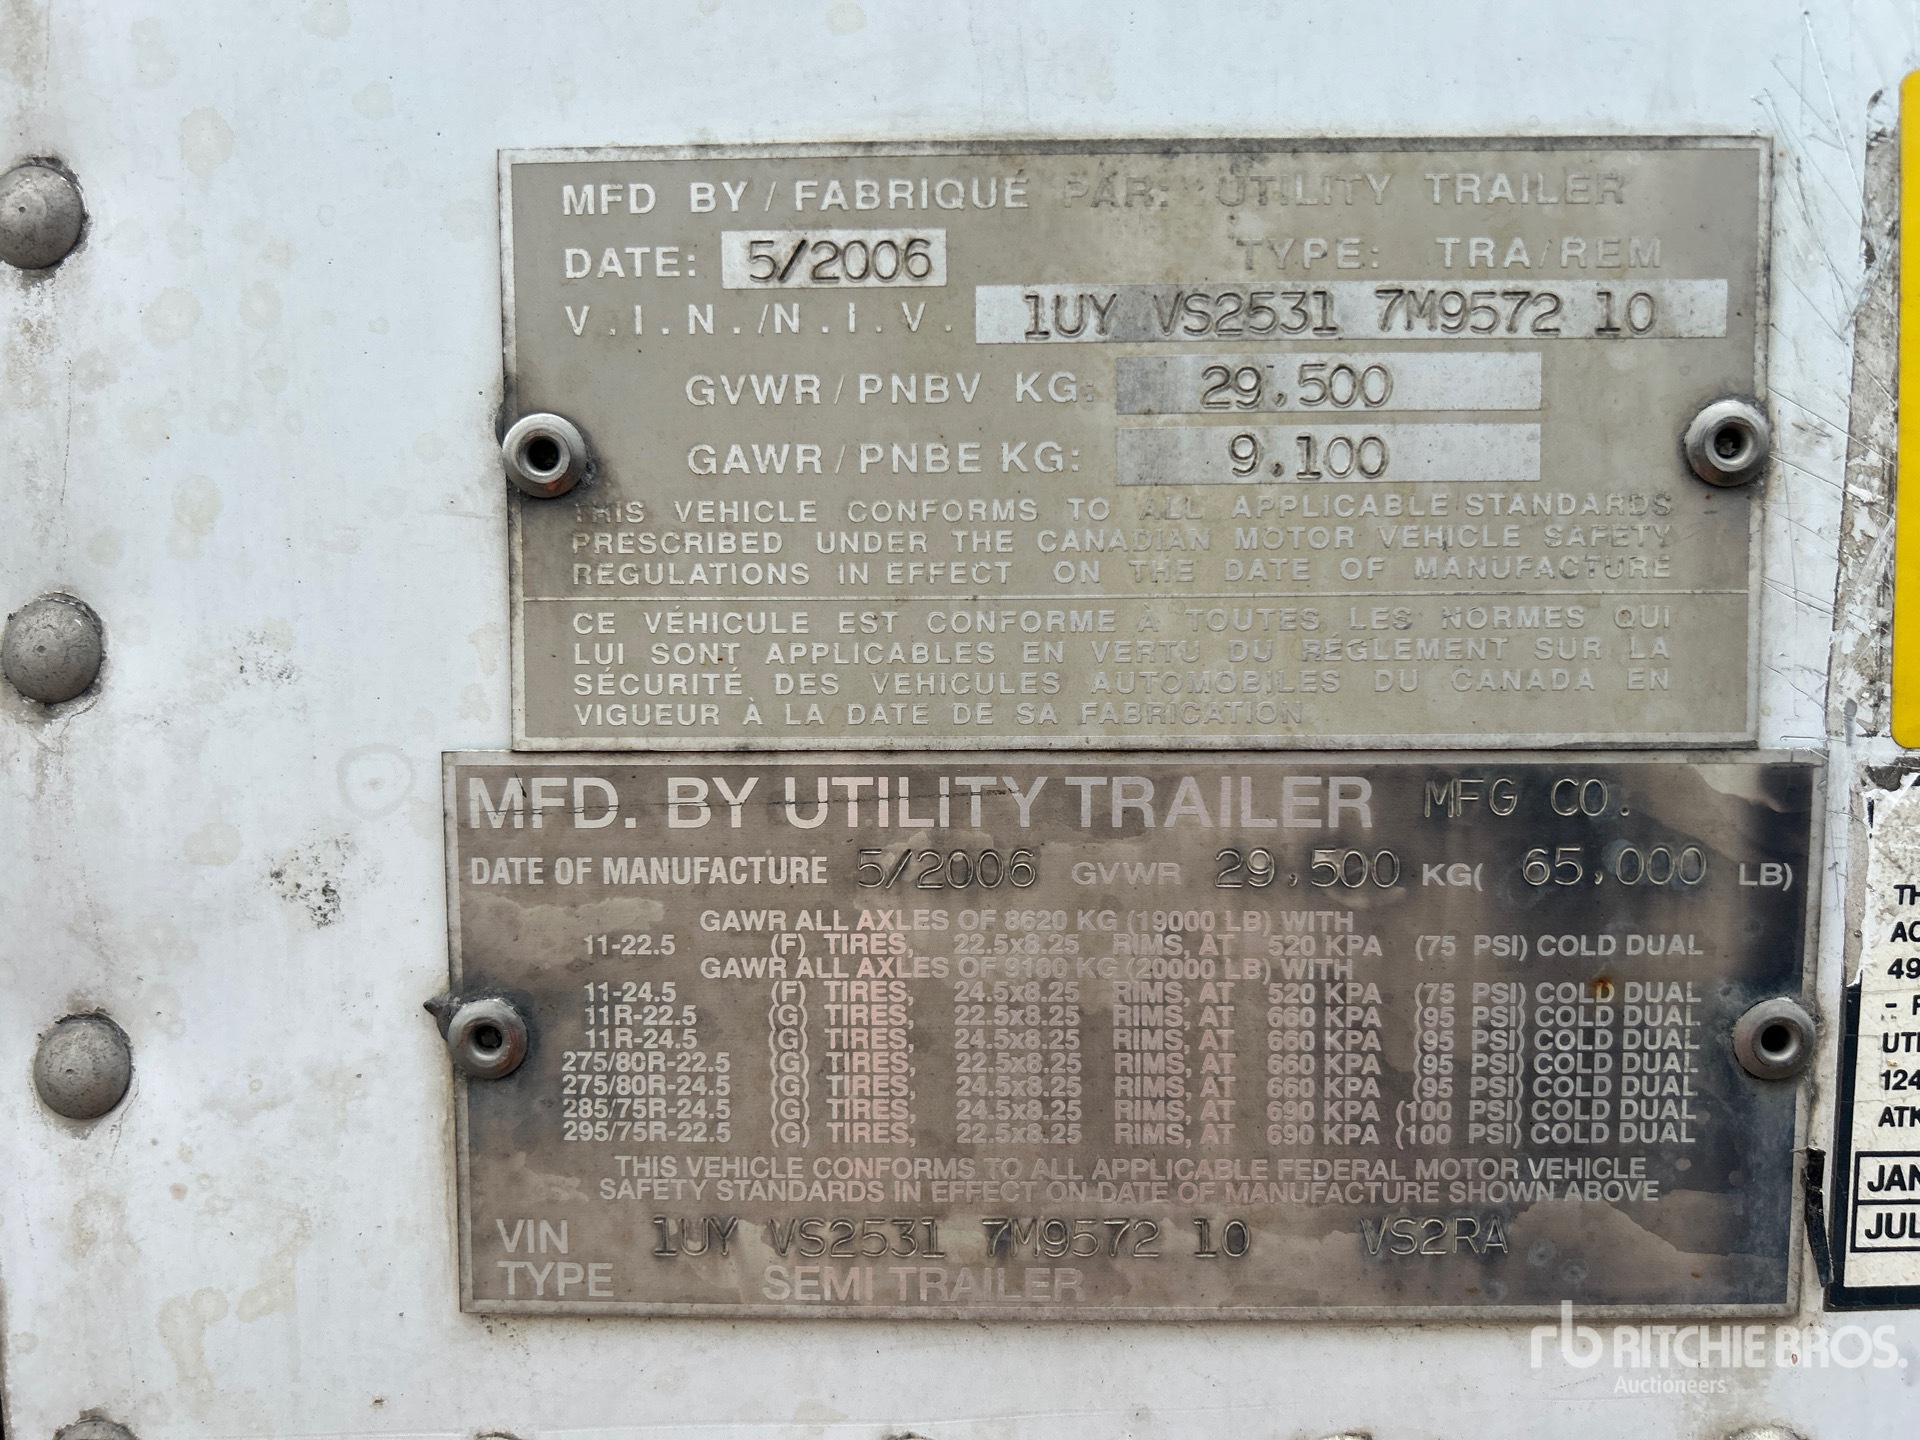 MFD BY / FABRIQUÉ PAR: UTILITY TRAILER
DATE: 5/2006 TYPE: TRA/REM
V.I.N./N.I.V. 1UY VS2531 7M9572 10
GVWR/PNBV KG: 29,500
GAWR/PNBE KG: 9,100
THIS VEHICLE CONFORMS TO ALL APPLICABLE STANDARDS
PRESCRIBED UNDER THE CANADIAN MOTOR VEHICLE SAFETY
REGULATIONS IN EFFECT ON THE DATE OF MANUFACTURE
CE VÉHICULE EST CONFORME À TOUTES LES NORMES QUI
LUI SONT APPLICABLES EN VERTU DU RÉGLEMENT SUR LA
SÉCURITÉ DES VEHICULES AUTOMOBILES DU CANADA EN
VIGUEUR À LA DATE DE SA FABRICATION
MFD. BY UTILITY TRAILER MFG CO.
DATE OF MANUFACTURE 5/2006 GVWR 29,500 KG( 65,000 LB)
GAWR ALL AXLES OF 8620 KG (19000 LB) WITH
11-22.5 (F) TIRES, 22.5x8.25 RIMS, AT 520 KPA (75 PSI) COLD DUAL
GAWR ALL AXLES OF 9100 KG (20000 LB) WITH
11-24.5 (F) TIRES, 24.5x8.25 RIMS, AT 520 KPA (75 PSI) COLD DUAL
11R-22.5 (G) TIRES, 22.5x8.25 RIMS, AT 660 KPA (95 PSI) COLD DUAL
11R-24.5 (G) TIRES, 24.5x8.25 RIMS, AT 660 KPA (95 PSI) COLD DUAL
275/80R-22.5 (G) TIRES, 22.5x8.25 RIMS, AT 660 KPA (95 PSI) COLD DUAL
275/80R-24.5 (G) TIRES, 24.5x8.25 RIMS, AT 660 KPA (95 PSI) COLD DUAL
285/75R-24.5 (G) TIRES, 24.5x8.25 RIMS, AT 690 KPA (100 PSI) COLD DUAL
295/75R-22.5 (G) TIRES, 22.5x8.25 RIMS, AT 690 KPA (100 PSI) COLD DUAL
THIS VEHICLE CONFORMS TO ALL APPLICABLE FEDERAL MOTOR VEHICLE
SAFETY STANDARDS IN EFFECT ON DATE OF MANUFACTURE SHOWN ABOVE
VIN 1UY VS2531 7M9572 10 VS2RA
TYPE SEMI TRAILER
TH
AC
49
- F
UTI
124
ATK
JAN
JUL
rb RITCHIE BROS.
Auctioneers